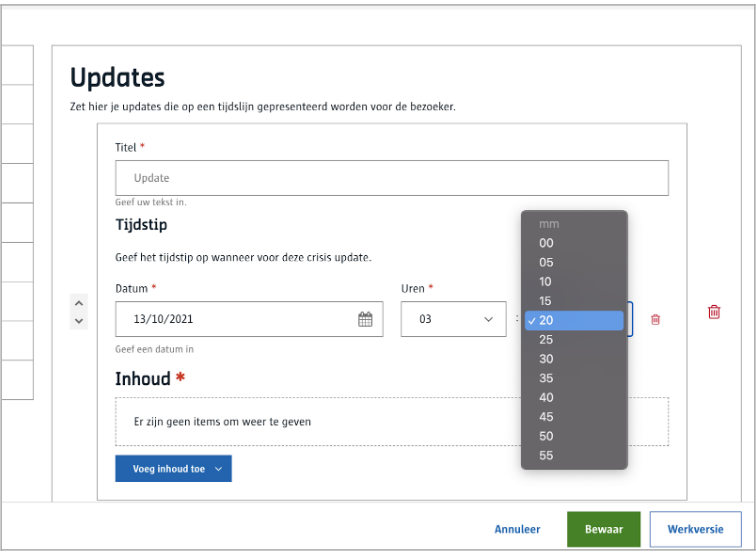 Updates
Zet hier je updates die op een tijdslijn gepresenteerd worden voor de bezoeker.
Titel *
Update
Geef uw tekst in.
Tijdstip
Geef het tijdstip op wanneer voor deze crisis update.
Datum *
Uren *
13/10/2021
03
:
Geef een datum in
mm
00
05
10
15
✓ 20
25
30
35
40
45
50
55
Inhoud *
Er zijn geen items om weer te geven
Voeg inhoud toe
Annuleer
Bewaar
Werkversie